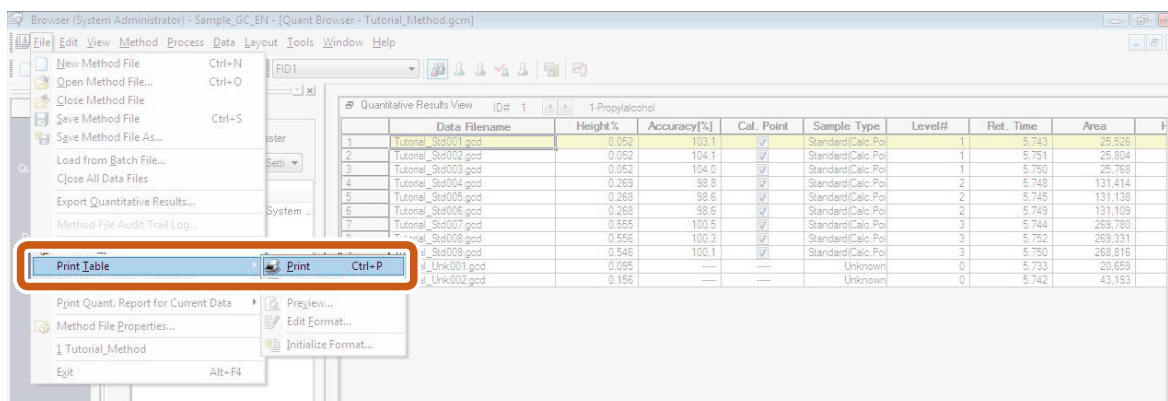 Browser (System Administrator) - Sample_GC_EN - [Quant Browser - Tutorial_Method.gcm]
File Edit View Method Process Data Layout Tools Window Help
New Method File Ctrl+N
Open Method File... Ctrl+O
Close Method File
Save Method File Ctrl+S
Save Method File As...
Load from Batch File...
Close All Data Files
Export Quantitative Results...
Method File Audit Trail Log...
Print Table
Print Ctrl+P
Print Quant. Report for Current Data
Preview...
Method File Properties...
Edit Format...
1 Tutorial_Method
Initialize Format...
Exit Alt+F4
FID1
Setti
System ...
Quantitative Results View ID# 1 1-Propylalcohol
Data Filename Height% Accuracy[%] Cal. Point Sample Type Level# Ret. Time Area
1 Tutorial_Std001.gcd 0.052 103.1 Standard(Calc.Poi 1 5.743 25,526
2 Tutorial_Std002.gcd 0.052 104.1 Standard(Calc.Poi 1 5.751 25,804
3 Tutorial_Std003.gcd 0.052 104.0 Standard(Calc.Poi 1 5.750 25,768
4 Tutorial_Std004.gcd 0.269 98.8 Standard(Calc.Poi 2 5.748 131,414
5 Tutorial_Std005.gcd 0.268 98.6 Standard(Calc.Poi 2 5.745 131,138
6 Tutorial_Std006.gcd 0.268 98.6 Standard(Calc.Poi 2 5.749 131,109
7 Tutorial_Std007.gcd 0.555 100.5 Standard(Calc.Poi 3 5.744 269,780
8 Tutorial_Std008.gcd 0.556 100.3 Standard(Calc.Poi 3 5.752 269,331
al_Std009.gcd 0.546 100.1 Standard(Calc.Poi 3 5.750 268,816
al_Unk001.gcd 0.095 ----- ----- Unknown 0 5.733 20,659
al_Unk002.gcd 0.156 ----- ----- Unknown 0 5.742 43,193